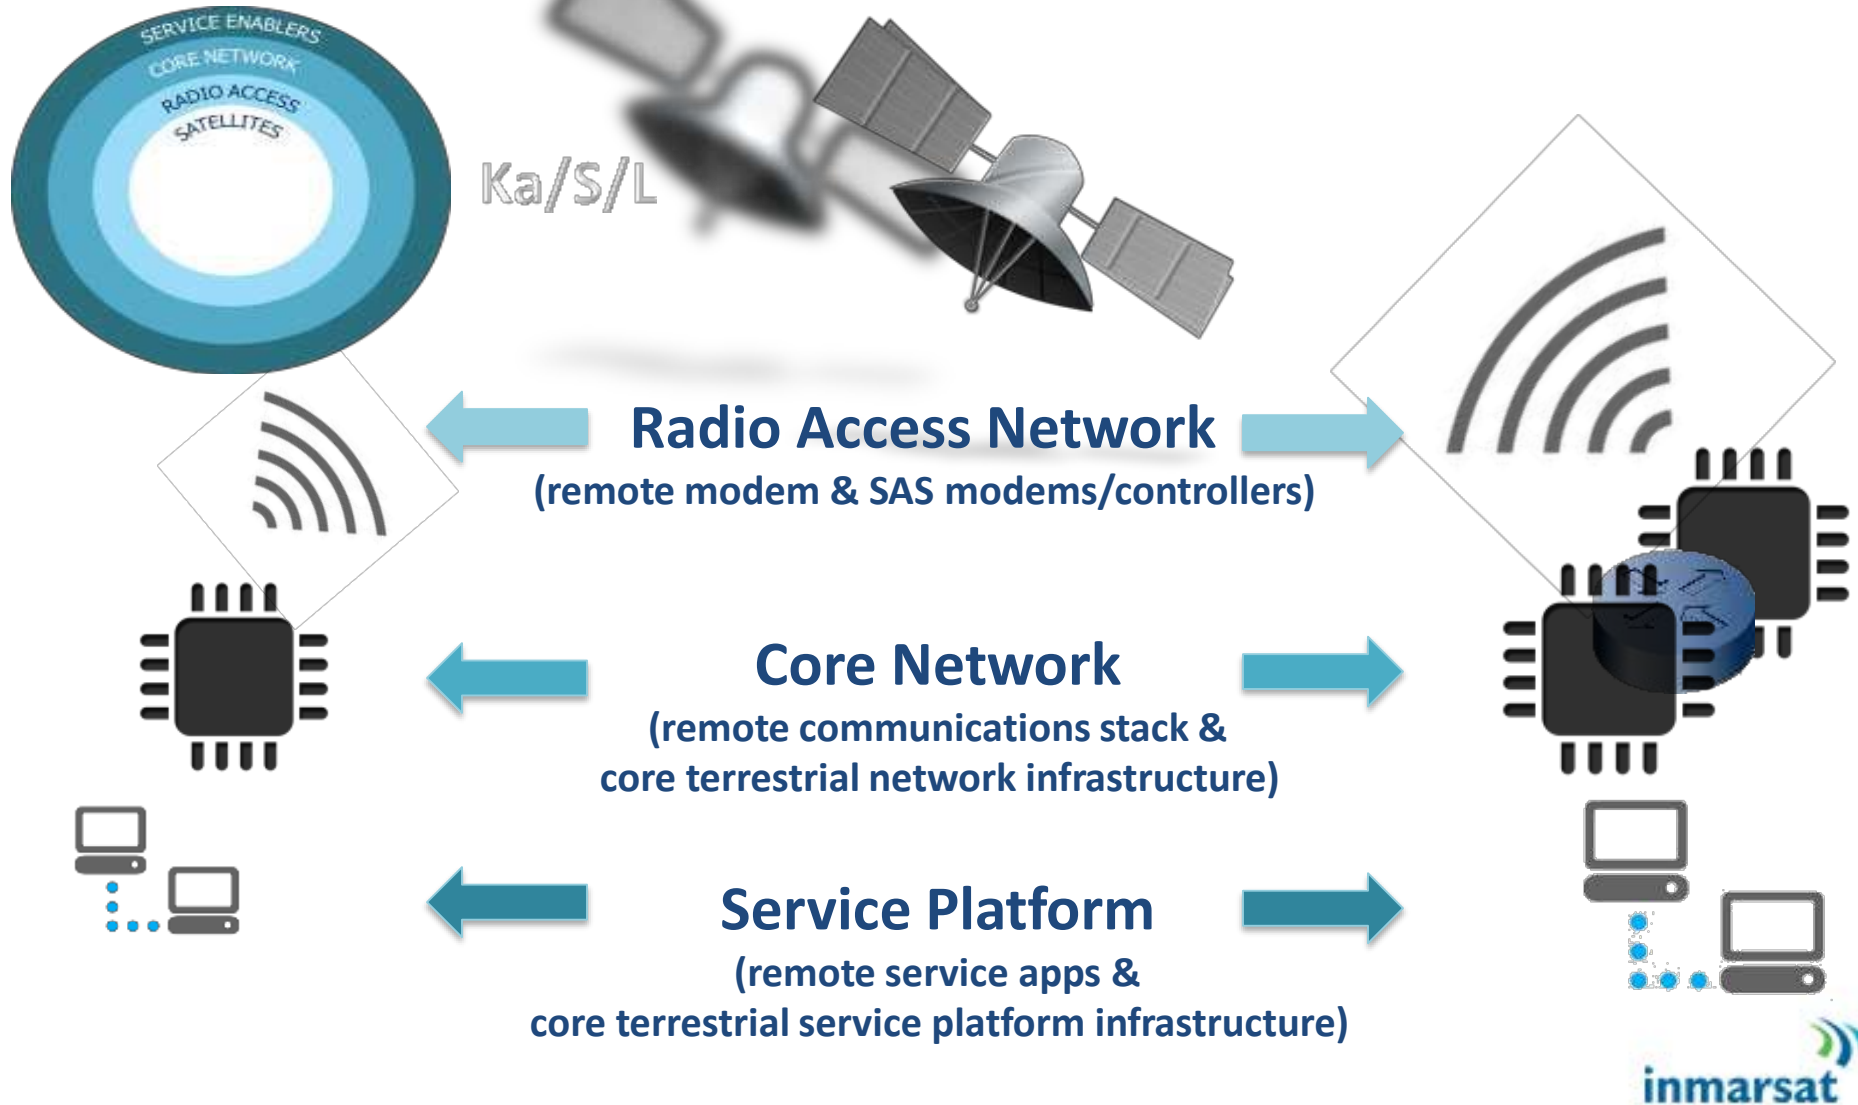 SERVICE ENABLERS
CORE NETWORK
RADIO ACCESS
SATELLITES
Ka/S/L
Radio Access Network
(remote modem & SAS modems/controllers)
Core Network
(remote communications stack &
core terrestrial network infrastructure)
Service Platform
(remote service apps &
core terrestrial service platform infrastructure)
inmarsat